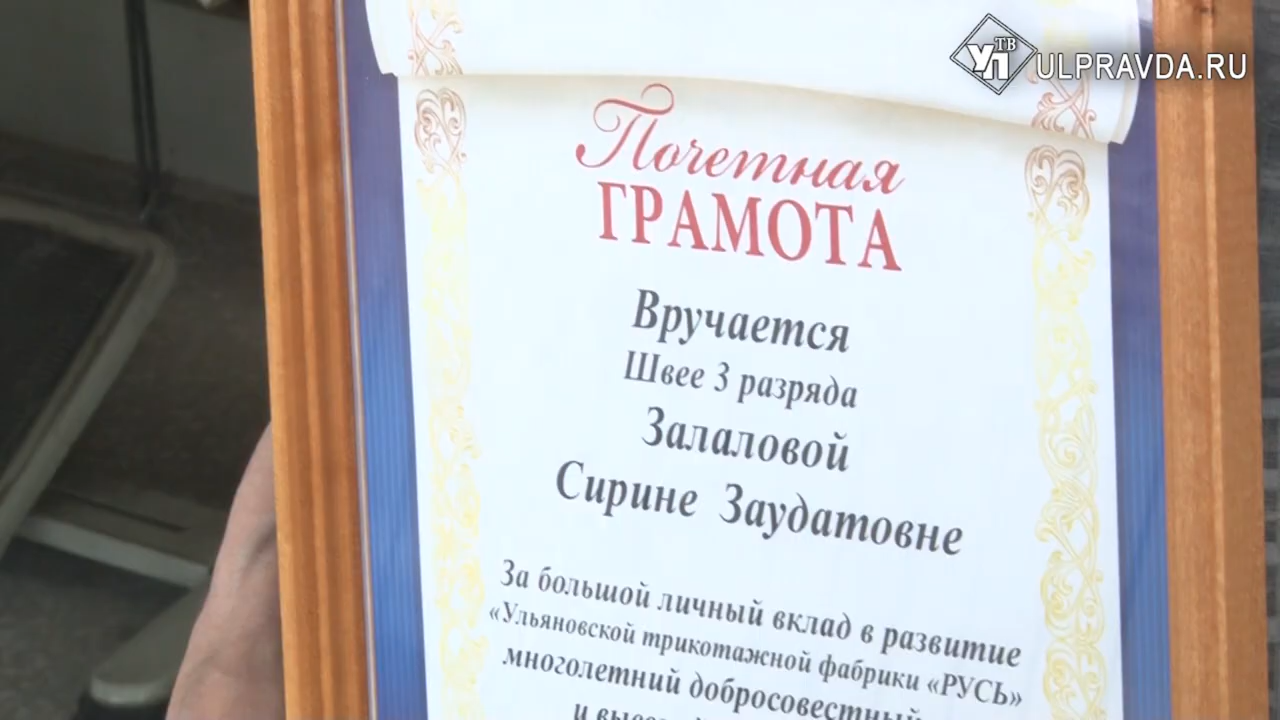 УП ТВ ULPRAVDA.RU
Почетная
ГРАМОТА
Вручается
Швее 3 разряда
Залаловой
Сирине Заудатовне
За большой личный вклад в развитие
«Ульяновской трикотажной фабрики «РУСЬ»
многолетний добросовестный
и